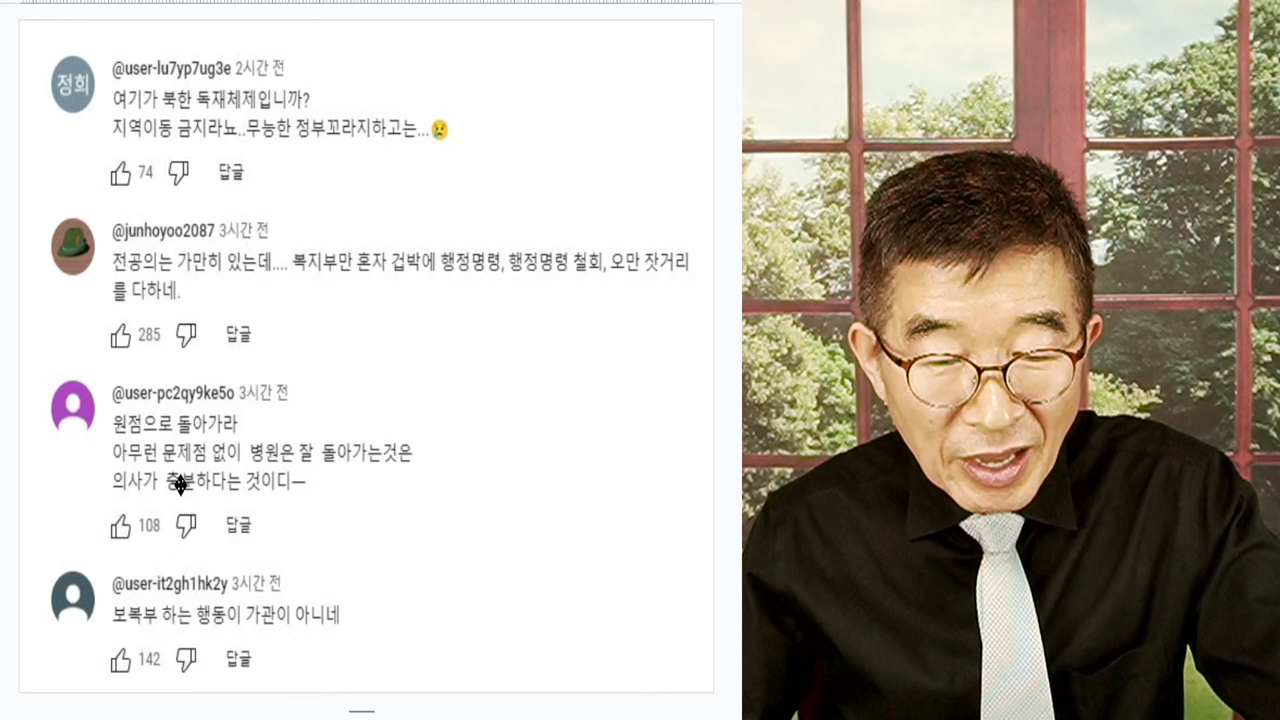 정희
@user-lu7yp7ug3e 2시간 전
여기가 북한 독재체제입니까?
지역이동 금지라뇨..무능한 정부꼬라지하고는...😢
74 답글
@junhoyoo2087 3시간 전
전공의는 가만히 있는데.... 복지부만 혼자 겁박에 행정명령, 행정명령 철회, 오만 잣거리
를 다하네.
285 답글
@user-pc2qy9ke5o 3시간 전
원점으로 돌아가라
아무런 문제점 없이 병원은 잘 돌아가는것은
의사가 충분하다는 것이디ㅡ
108 답글
@user-it2gh1hk2y 3시간 전
보복부 하는 행동이 가관이 아니네
142 답글